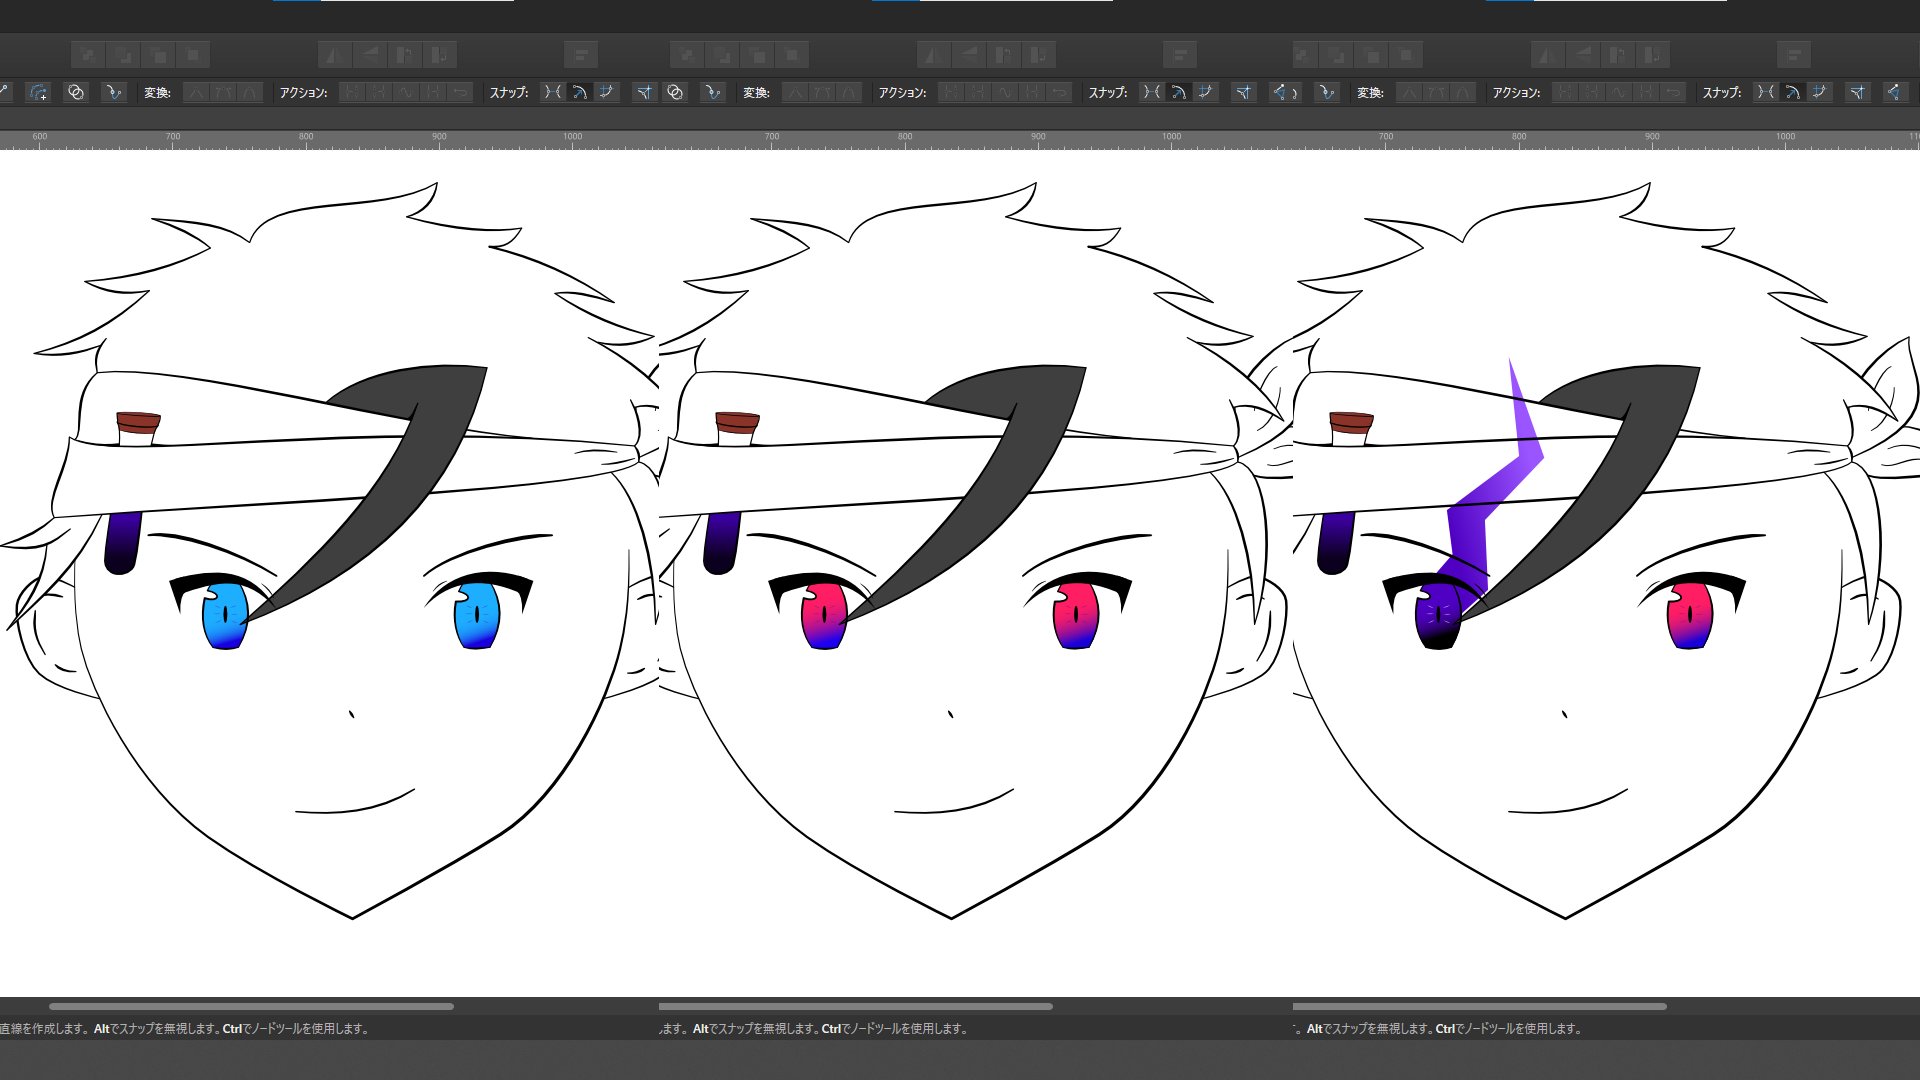 変換: アクション: スナップ: 変換: アクション: スナップ: 変換: アクション: スナップ:
600 700 800 900 1000 700 800 900 1000 700 800 900 1000
直線を作成します。 Altでスナップを無視します。Ctrlでノードツールを使用します。 ます。 Altでスナップを無視します。Ctrlでノードツールを使用します。 。 Altでスナップを無視します。Ctrlでノードツールを使用します。